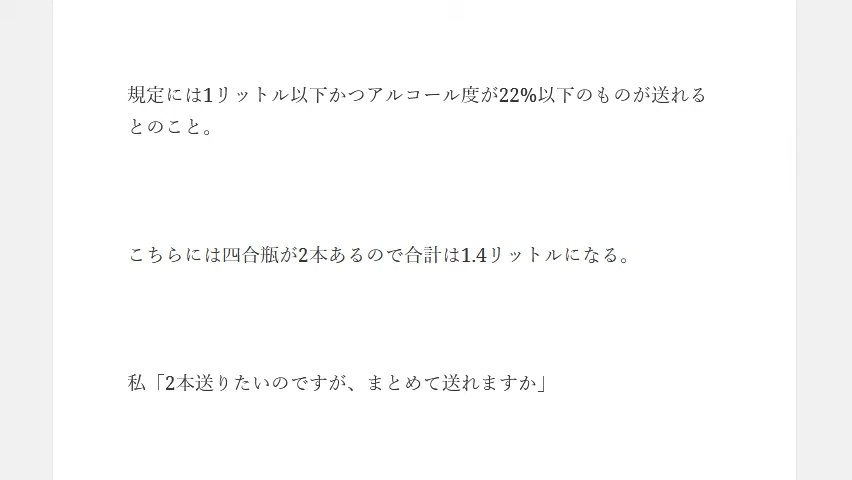 規定には1リットル以下かつアルコール度が22%以下のものが送れる
とのこと。
こちらには四合瓶が2本あるので合計は1.4リットルになる。
私「2本送りたいのですが、まとめて送れますか」